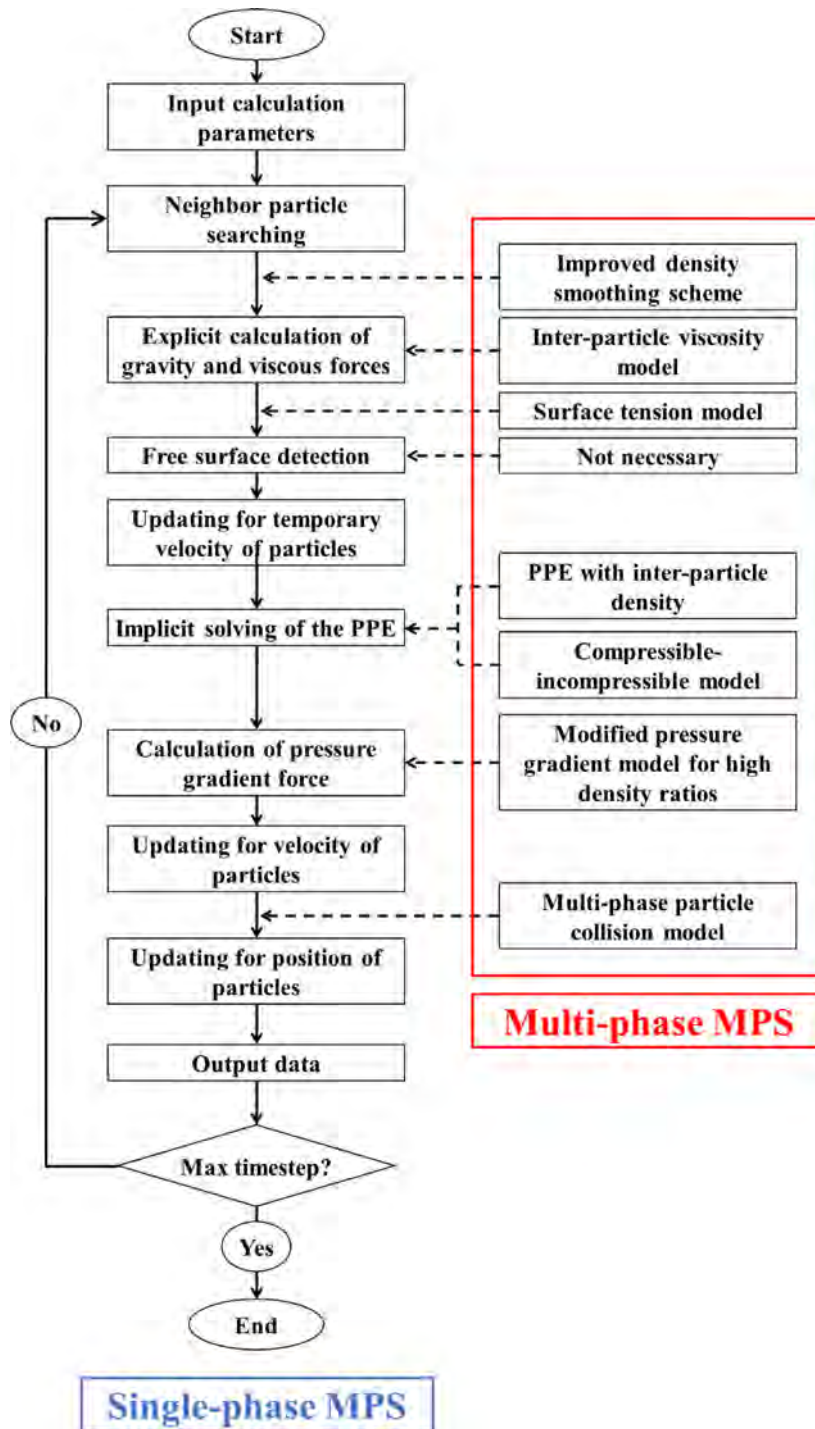 Start
Input calculation
parameters
Neighbor particle
searching
Explicit calculation of
gravity and viscous forces
Free surface detection
Updating for temporary
velocity of particles
Implicit solving of the PPE
No
Calculation of pressure
gradient force
Updating for velocity of
particles
Updating for position of
particles
Output data
Max timestep?
Yes
End
Single-phase MPS
Improved density
smoothing scheme
Inter-particle viscosity
model
Surface tension model
Not necessary
PPE with inter-particle
density
Compressible-
incompressible model
Modified pressure
gradient model for high
density ratios
Multi-phase particle
collision model
Multi-phase MPS